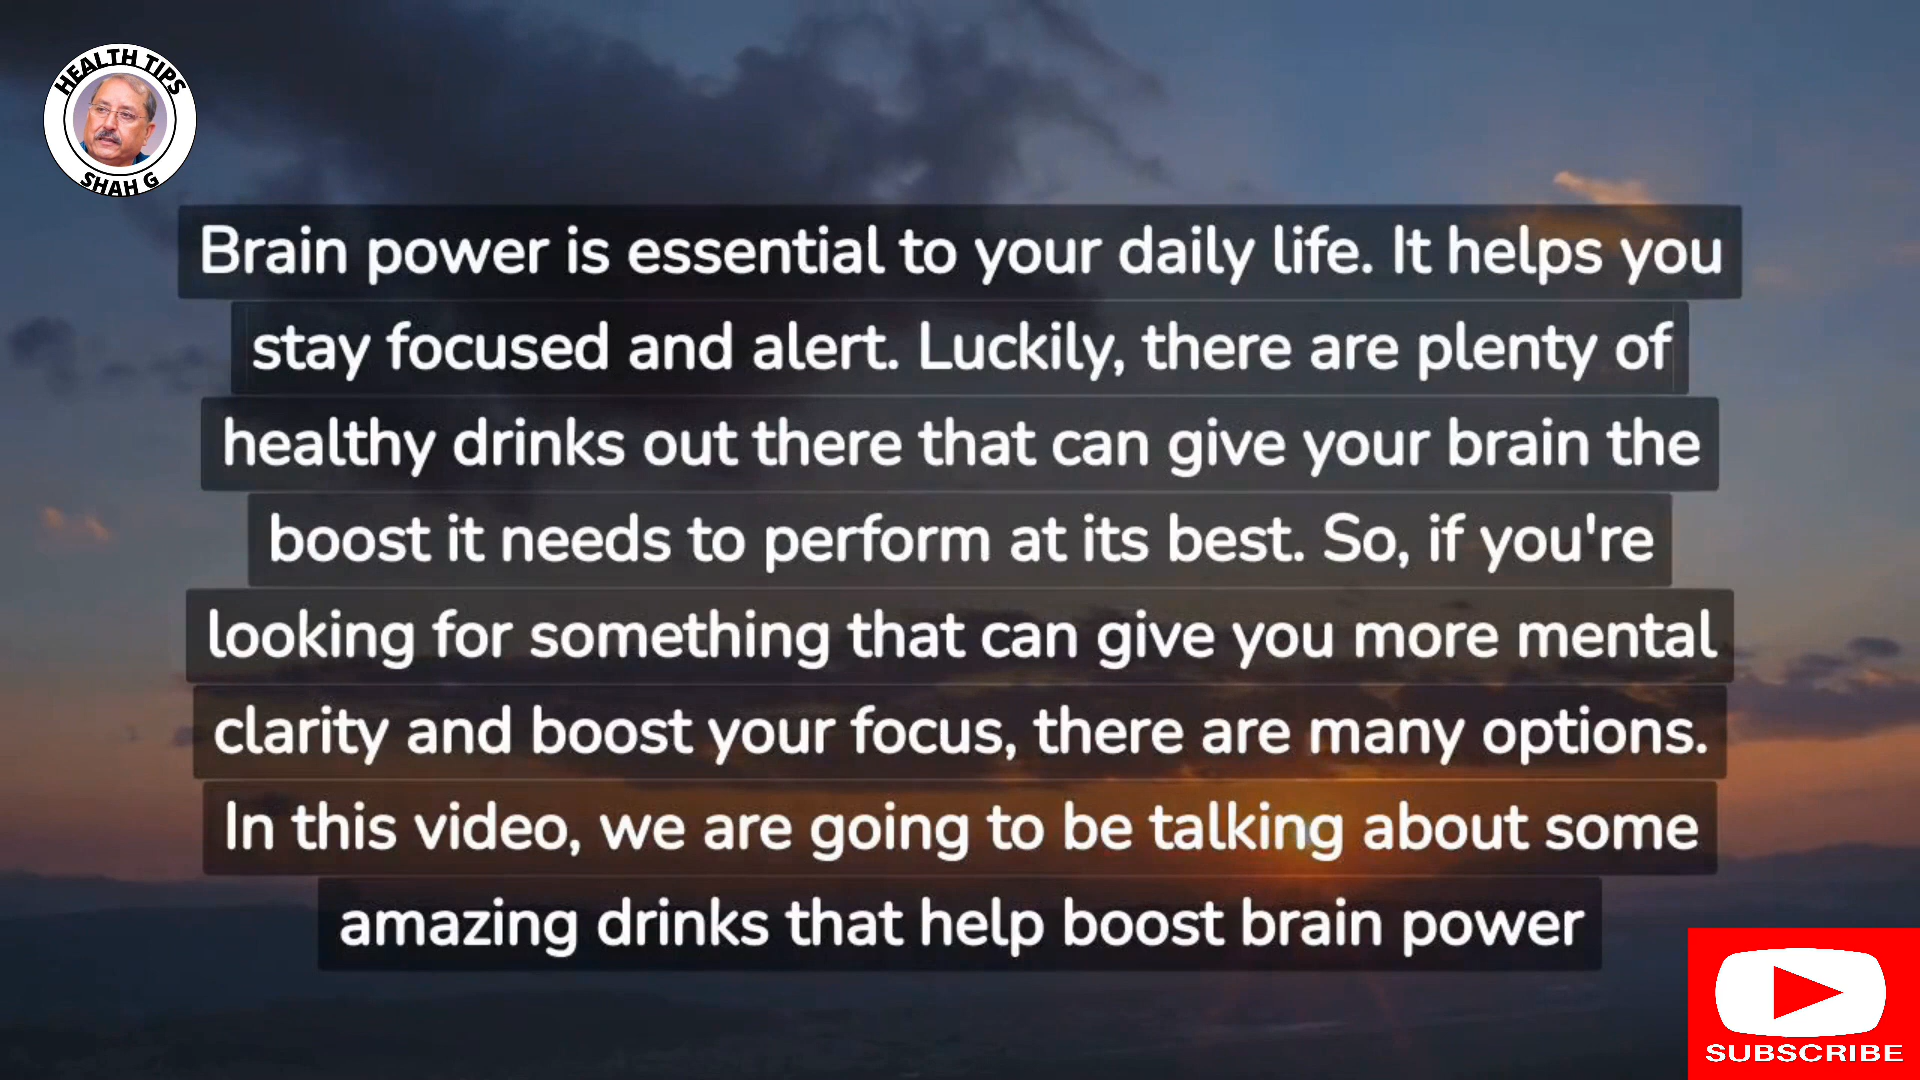 HEALTH TIPS
SHAH G
Brain power is essential to your daily life. It helps you
stay focused and alert. Luckily, there are plenty of
healthy drinks out there that can give your brain the
boost it needs to perform at its best. So, if you're
looking for something that can give you more mental
clarity and boost your focus, there are many options.
In this video, we are going to be talking about some
amazing drinks that help boost brain power
SUBSCRIBE